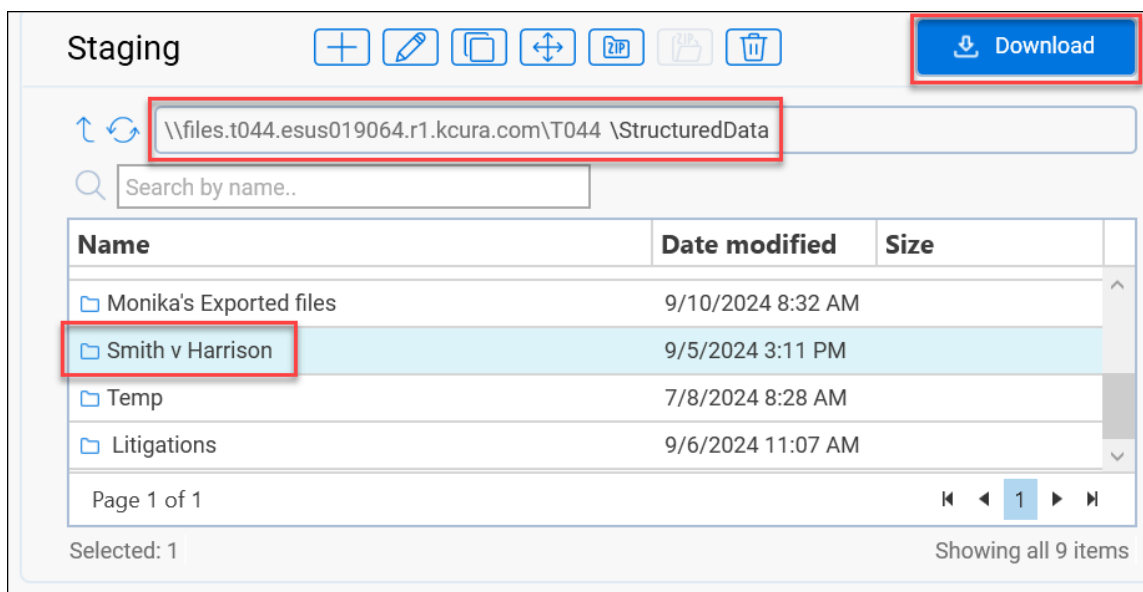 Staging ZIP ZIP Download
\\files.t044.esus019064.r1.kcura.com\T044 \StructuredData
Search by name..
Name Date modified Size
Monika's Exported files 9/10/2024 8:32 AM
Smith v Harrison 9/5/2024 3:11 PM
Temp 7/8/2024 8:28 AM
Litigations 9/6/2024 11:07 AM
Page 1 of 1 1
Selected: 1 Showing all 9 items